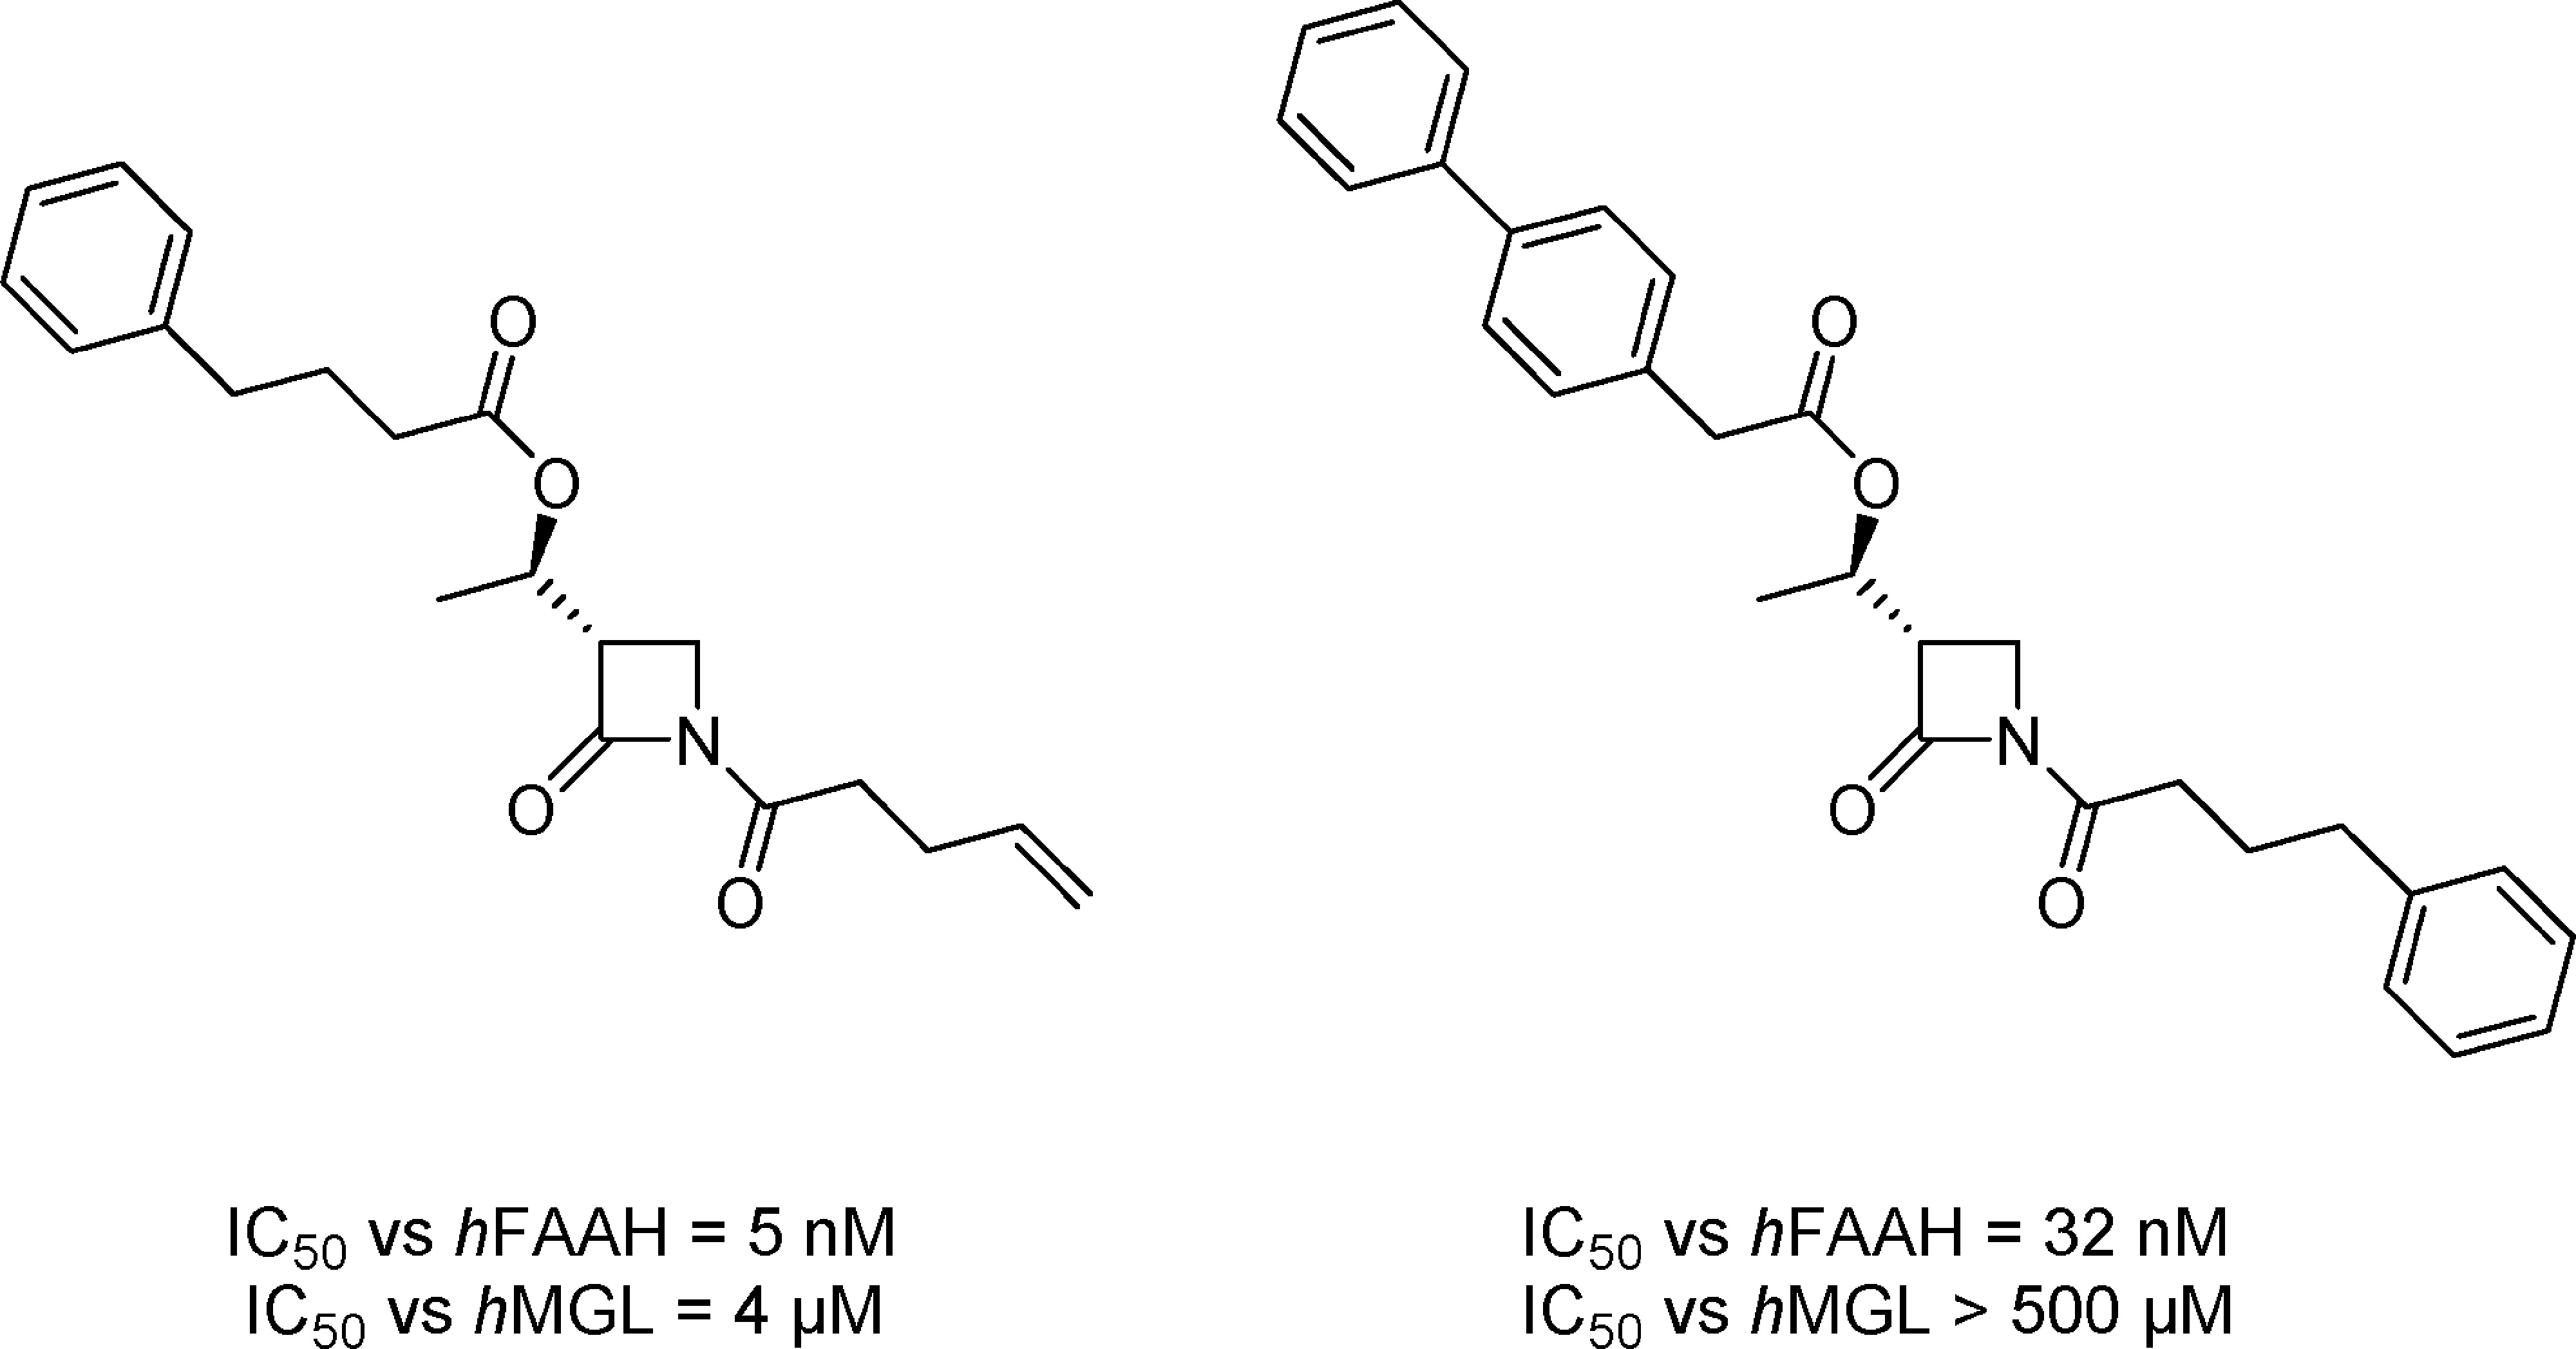 O
O
O
O
N
N
O
O
O
O
IC50 vs hFAAH = 5 nM
IC50 vs hMGL = 4 µM
IC50 vs hFAAH = 32 nM
IC50 vs hMGL > 500 µM